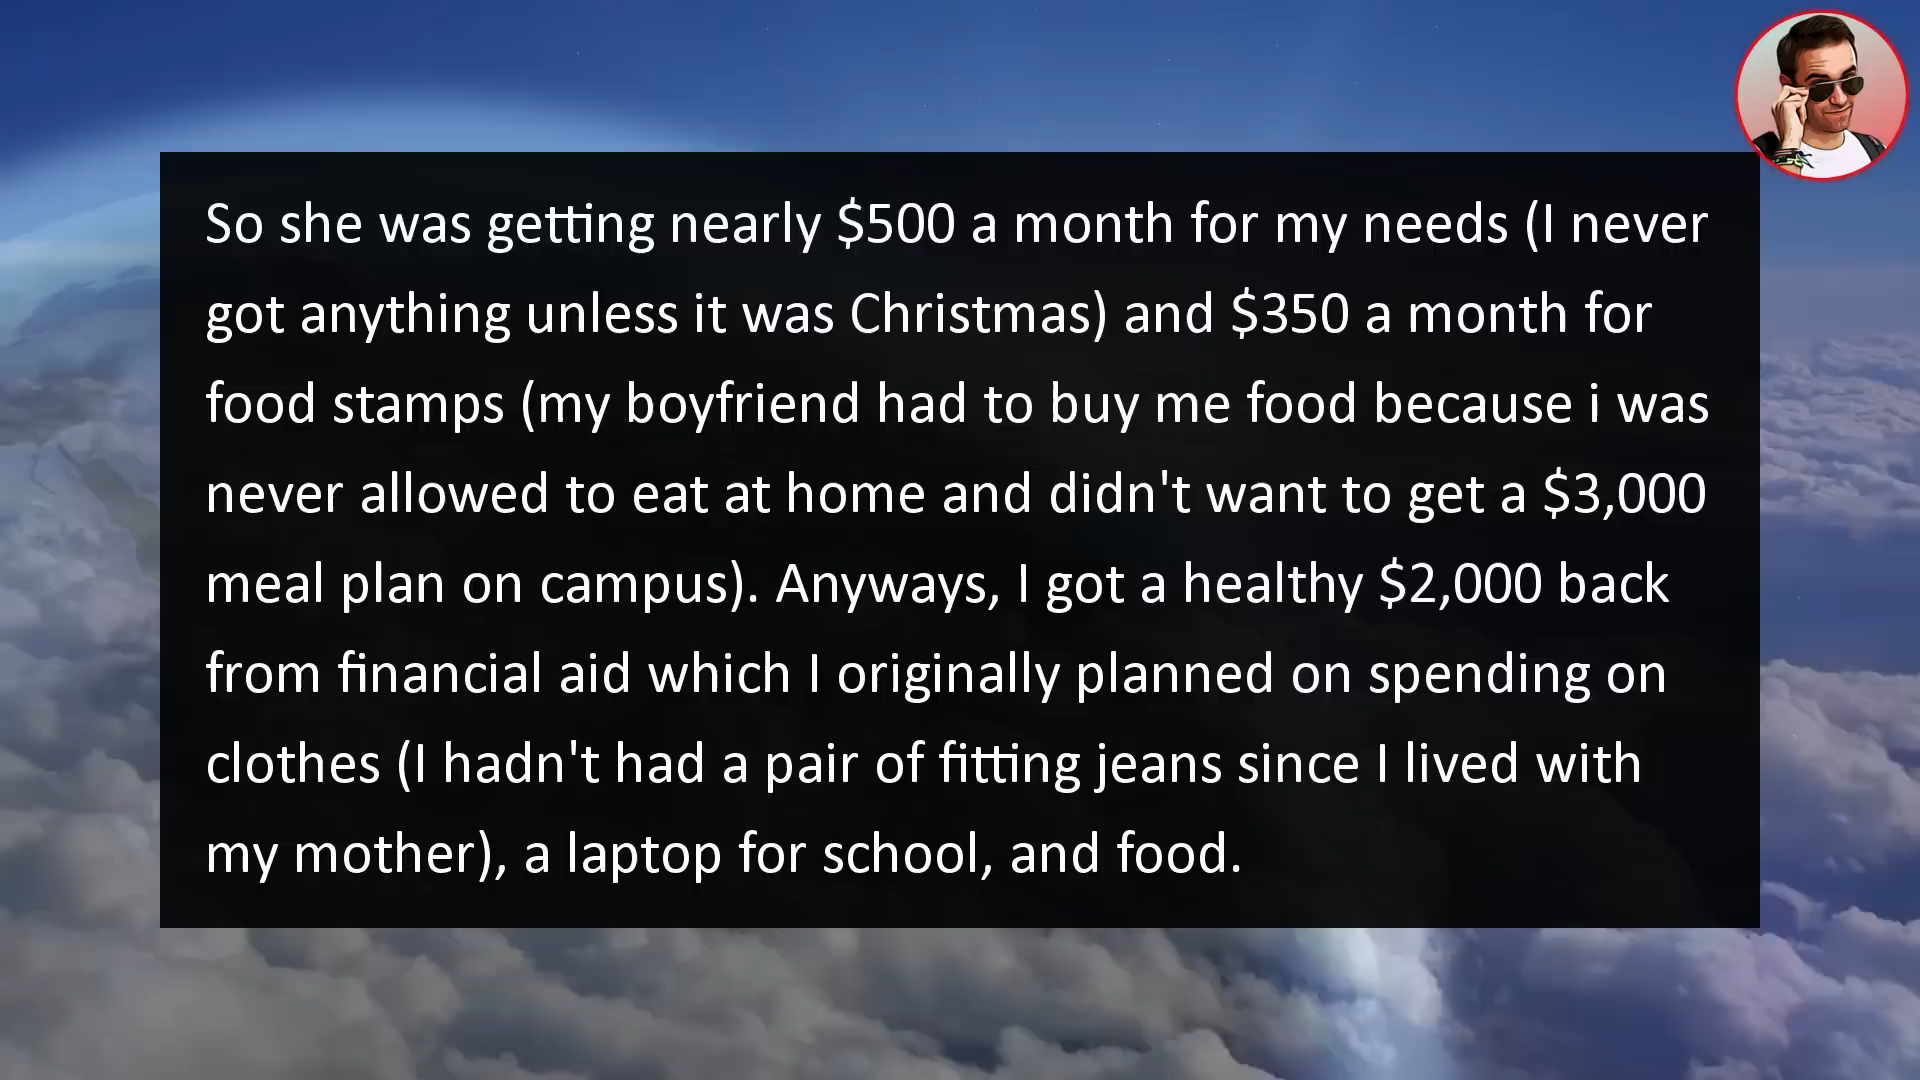 So she was getting nearly $500 a month for my needs (I never
got anything unless it was Christmas) and $350 a month for
food stamps (my boyfriend had to buy me food because i was
never allowed to eat at home and didn't want to get a $3,000
meal plan on campus). Anyways, I got a healthy $2,000 back
from financial aid which I originally planned on spending on
clothes (I hadn't had a pair of fitting jeans since I lived with
my mother), a laptop for school, and food.